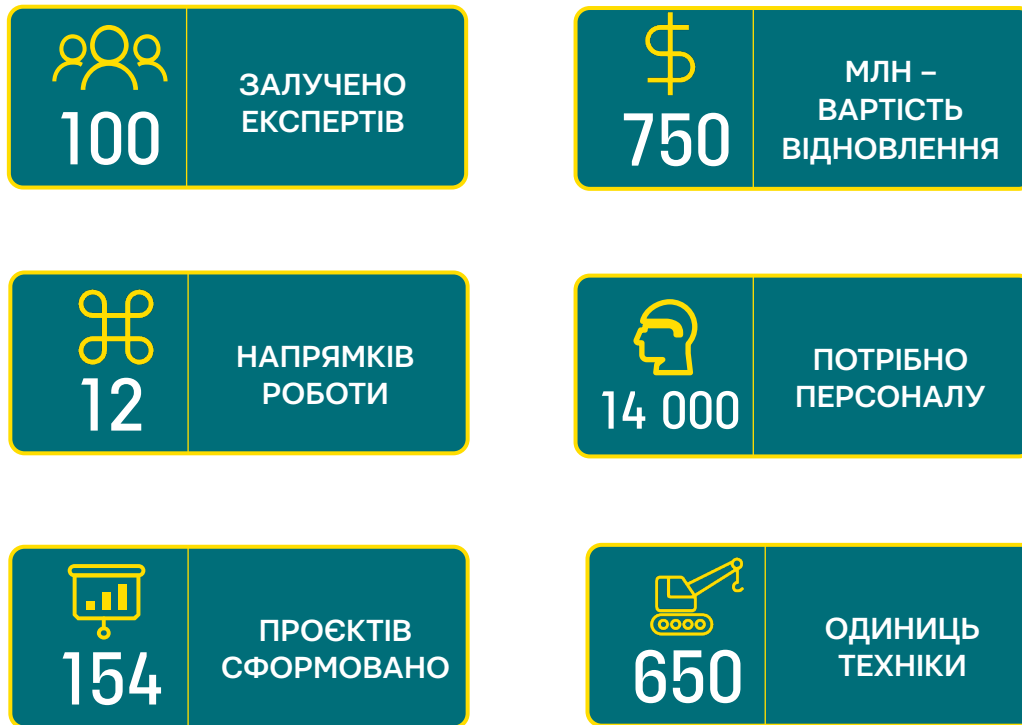 100
ЗАЛУЧЕНО
ЕКСПЕРТІВ
$
750
МЛН –
ВАРТІСТЬ
ВІДНОВЛЕННЯ
12
НАПРЯМКІВ
РОБОТИ
14 000
ПОТРІБНО
ПЕРСОНАЛУ
154
ПРОЄКТІВ
СФОРМОВАНО
650
ОДИНИЦЬ
ТЕХНІКИ